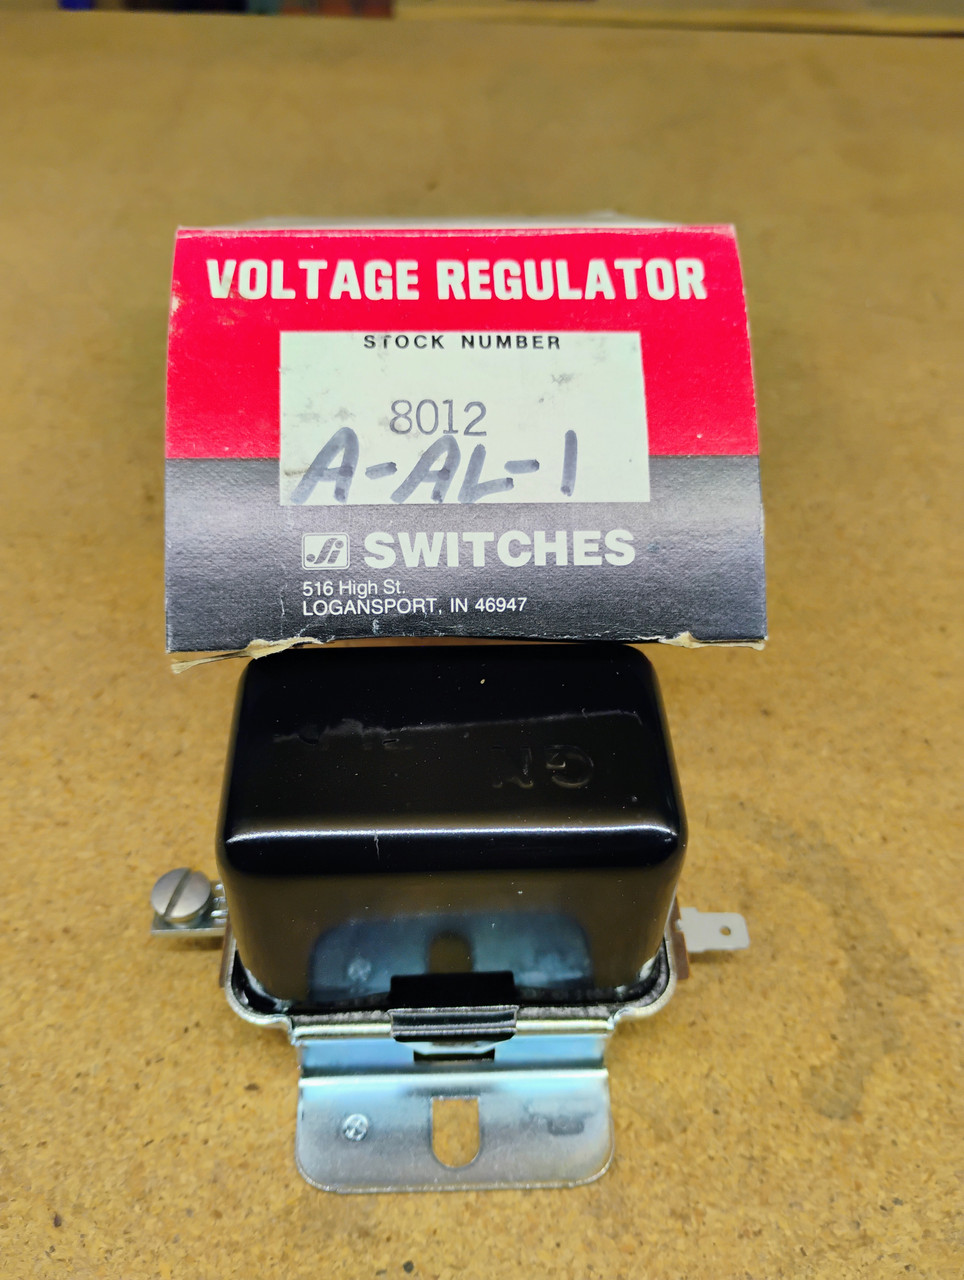 VOLTAGE REGULATOR
STOCK NUMBER
8012
A-AL-1
SWITCHES
516 High St.
LOGANSPORT, IN 46947